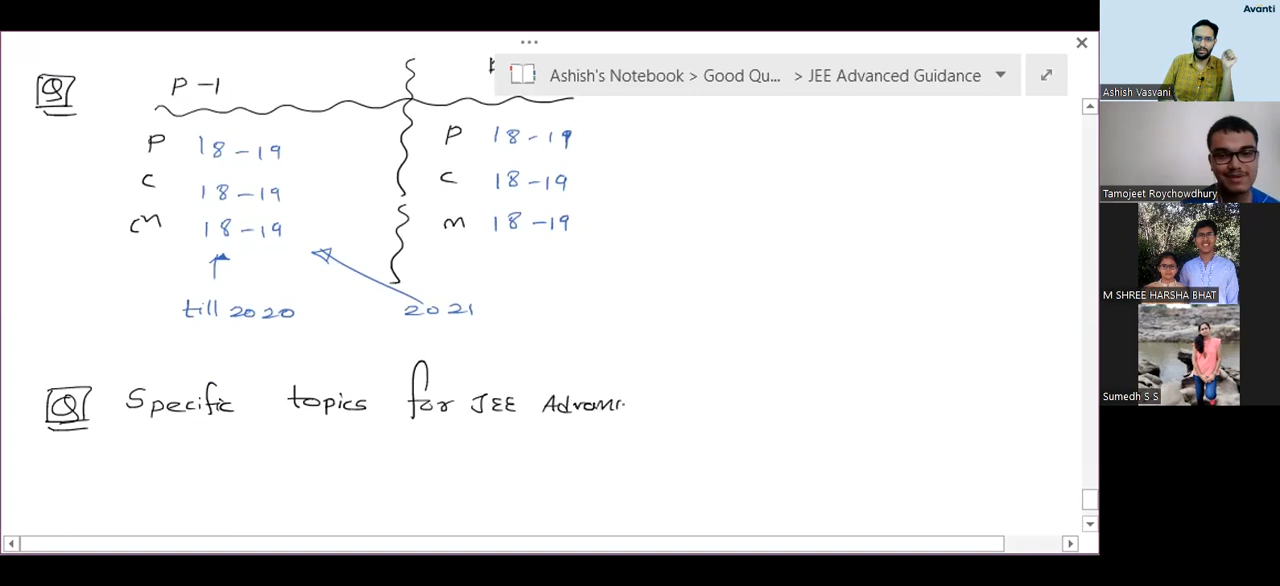 Avanti
Ashish's Notebook > Good Qu... > JEE Advanced Guidance
Q P-1
P 18-19 P 18-19
C 18-19 C 18-19
M 18-19 M 18-19
till 2020 2021
Q Specific topics for JEE
Ashish Vasvani
Tamojeet Roychowdhury
M SHREE HARSHA BHAT
Sumedh S S